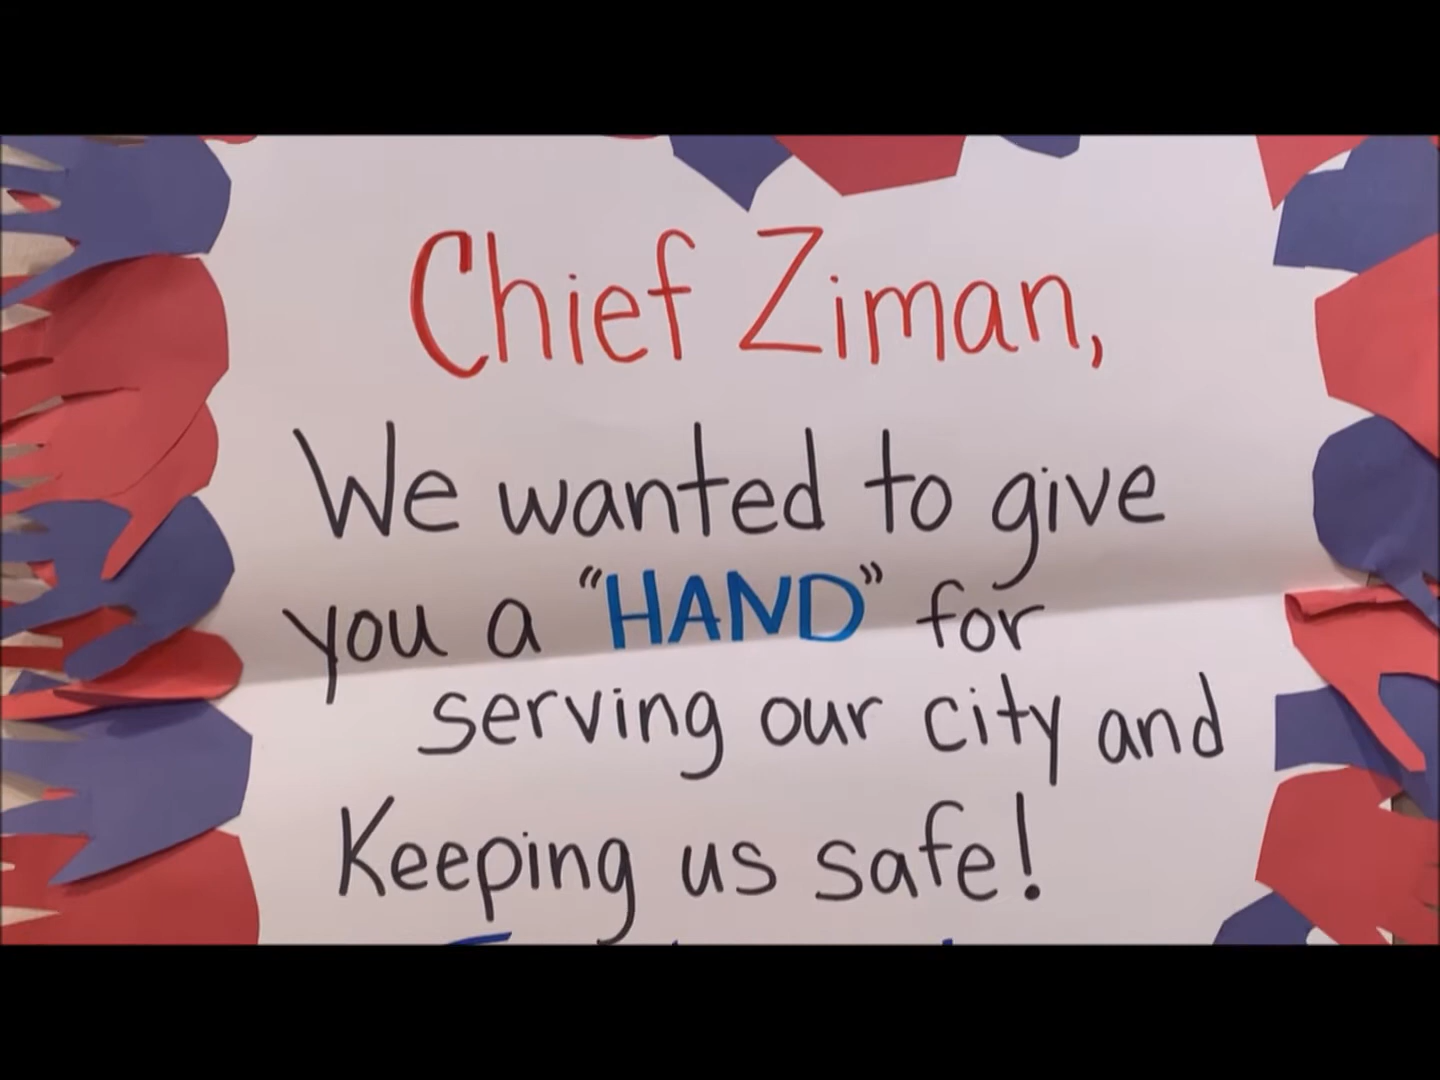 Chief Ziman,
We wanted to give
you a "HAND" for
serving our city and
Keeping us safe!